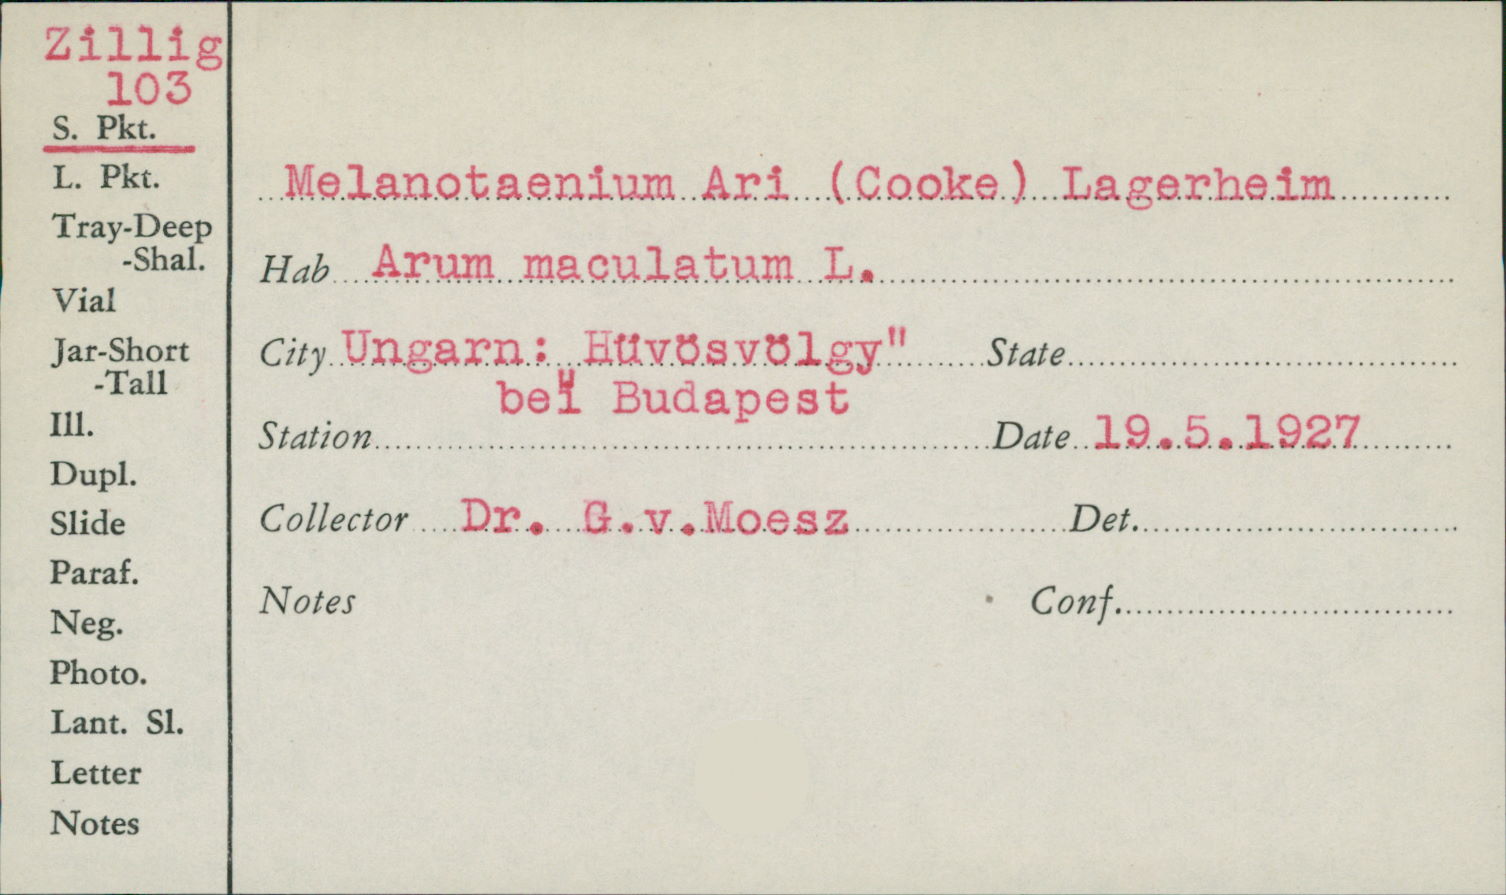 Zillig
103
S. Pkt.
L. Pkt.
Tray-Deep
-Shal.
Vial
Jar-Short
-Tall
Ill.
Dupl.
Slide
Paraf.
Neg.
Photo.
Lant. Sl.
Letter
Notes
Melanotaenium Ari (Cooke) Lagerheim
Hab Arum maculatum L.
City Ungarn: „Hüvösvölgy" State
bei Budapest
Station Date 19.5.1927
Collector Dr. G.v.Moesz Det.
Notes Conf.